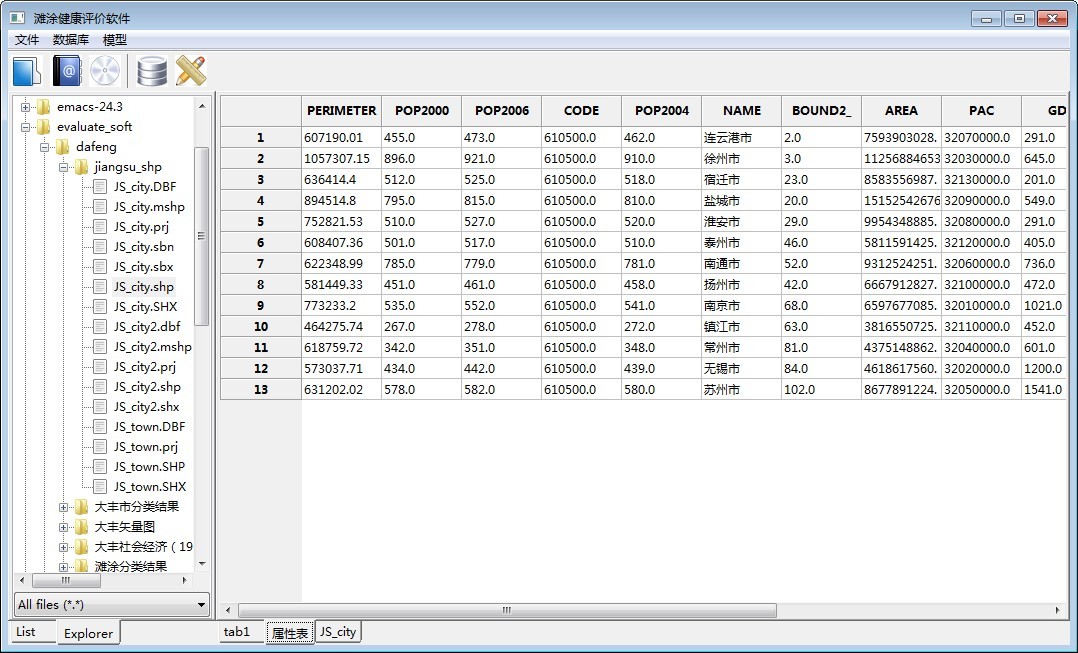 滩涂健康评价软件
文件 数据库 模型
emacs-24.3
evaluate_soft
dafeng
jiangsu_shp
JS_city.DBF
JS_city.mshp
JS_city.prj
JS_city.sbn
JS_city.sbx
JS_city.shp
JS_city.SHX
JS_city2.dbf
JS_city2.mshp
JS_city2.prj
JS_city2.shp
JS_city2.shx
JS_town.DBF
JS_town.prj
JS_town.SHP
JS_town.SHX
大丰市分类结果
大丰矢量图
大丰社会经济（19
滩涂分类结果
All files (*.*)
List Explorer
PERIMETER POP2000 POP2006 CODE POP2004 NAME BOUND2_ AREA PAC GD
1 607190.01 455.0 473.0 610500.0 462.0 连云港市 2.0 7593903028. 32070000.0 291.0
2 1057307.15 896.0 921.0 610500.0 910.0 徐州市 3.0 11256884653 32030000.0 645.0
3 636414.4 512.0 525.0 610500.0 518.0 宿迁市 23.0 8583556987. 32130000.0 201.0
4 894514.8 795.0 815.0 610500.0 810.0 盐城市 20.0 15152542676 32090000.0 549.0
5 752821.53 510.0 527.0 610500.0 520.0 淮安市 29.0 9954348885. 32080000.0 291.0
6 608407.36 501.0 517.0 610500.0 510.0 泰州市 46.0 5811591425. 32120000.0 405.0
7 622348.99 785.0 779.0 610500.0 781.0 南通市 52.0 9312524251. 32060000.0 736.0
8 581449.33 451.0 461.0 610500.0 458.0 扬州市 42.0 6667912827. 32100000.0 472.0
9 773233.2 535.0 552.0 610500.0 541.0 南京市 68.0 6597677085. 32010000.0 1021.0
10 464275.74 267.0 278.0 610500.0 272.0 镇江市 63.0 3816550725. 32110000.0 452.0
11 618759.72 342.0 351.0 610500.0 348.0 常州市 81.0 4375148862. 32040000.0 601.0
12 573037.71 434.0 442.0 610500.0 439.0 无锡市 84.0 4618617560. 32020000.0 1200.0
13 631202.02 578.0 582.0 610500.0 580.0 苏州市 102.0 8677891224. 32050000.0 1541.0
tab1 属性表 JS_city